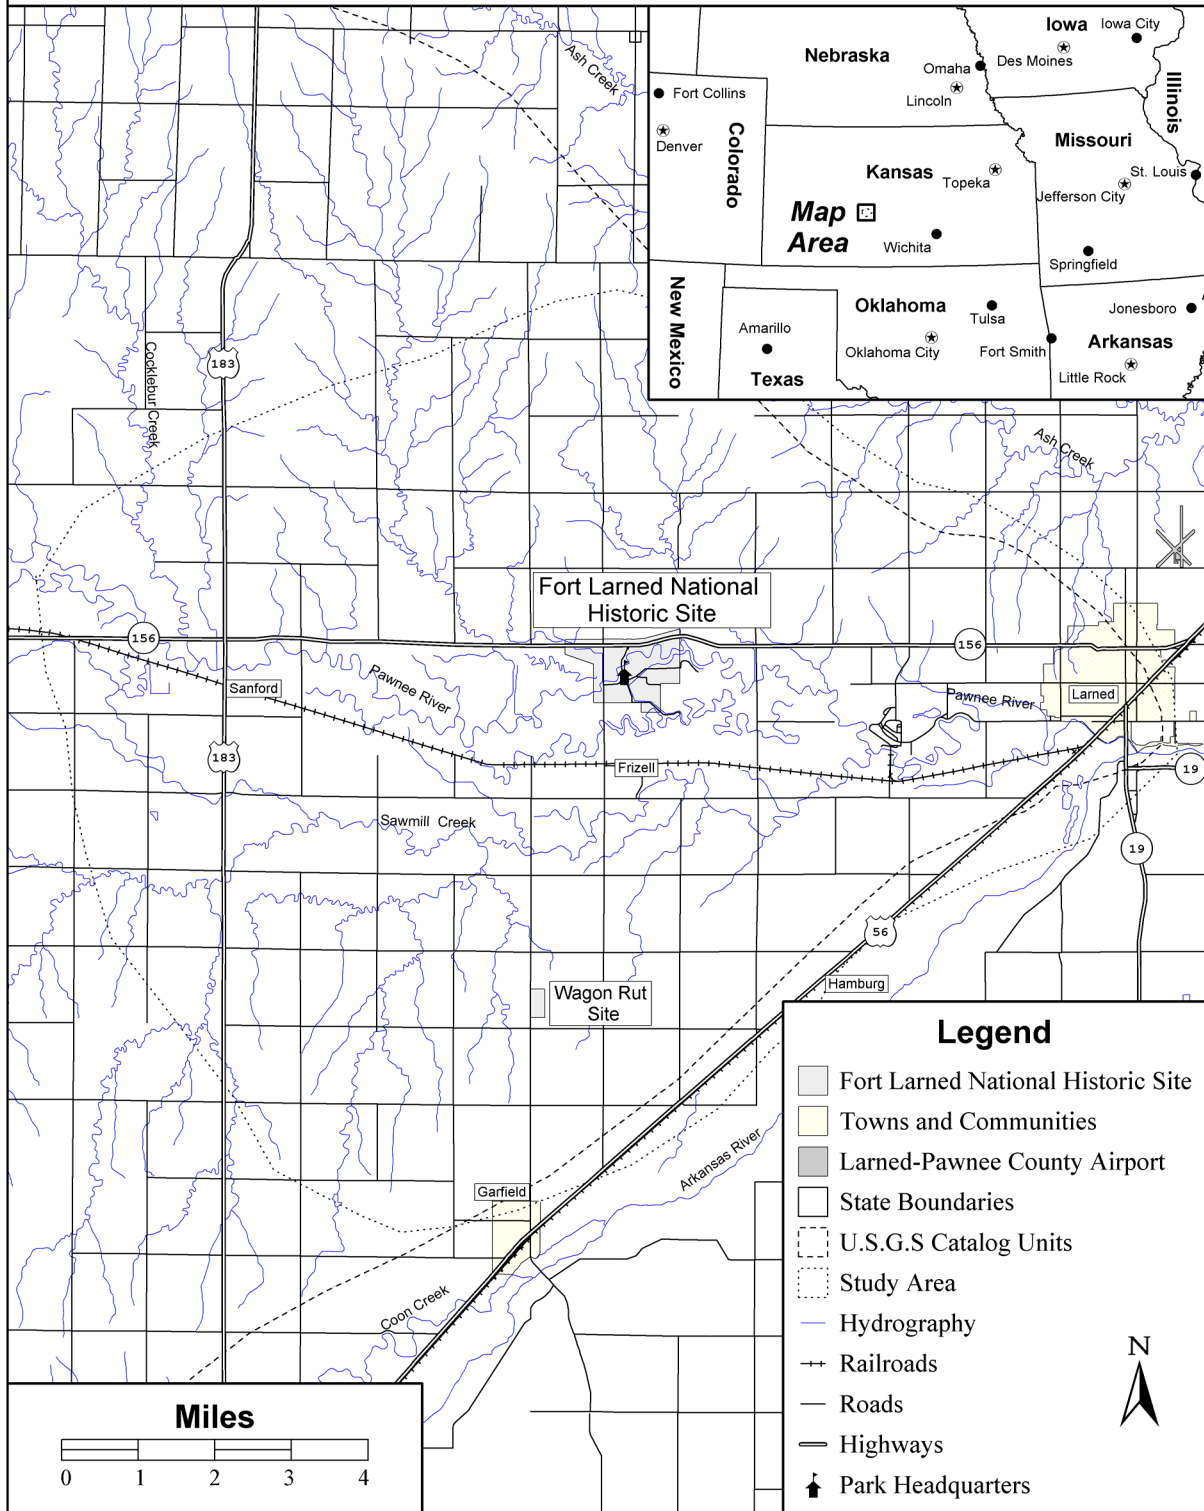 Ash Creek
Nebraska
Iowa
Iowa City
Des Moines
Omaha
Lincoln
Illinois
Fort Collins
Denver
Colorado
Missouri
Kansas
Topeka
St. Louis
Jefferson City
Map
Area
Wichita
Springfield
New Mexico
Oklahoma
Tulsa
Jonesboro
Amarillo
Oklahoma City
Fort Smith
Arkansas
Texas
Little Rock
183
Cocklebur Creek
Ash Creek
Fort Larned National
Historic Site
156
156
Sanford
Pawnee River
Pawnee River
Larned
183
Frizell
19
Sawmill Creek
19
56
Hamburg
Wagon Rut
Site
Arkansas River
Garfield
Coon Creek
Legend
Fort Larned National Historic Site
Towns and Communities
Larned-Pawnee County Airport
State Boundaries
U.S.G.S Catalog Units
Study Area
Hydrography
Railroads
Roads
Highways
Park Headquarters
N
Miles
0 1 2 3 4